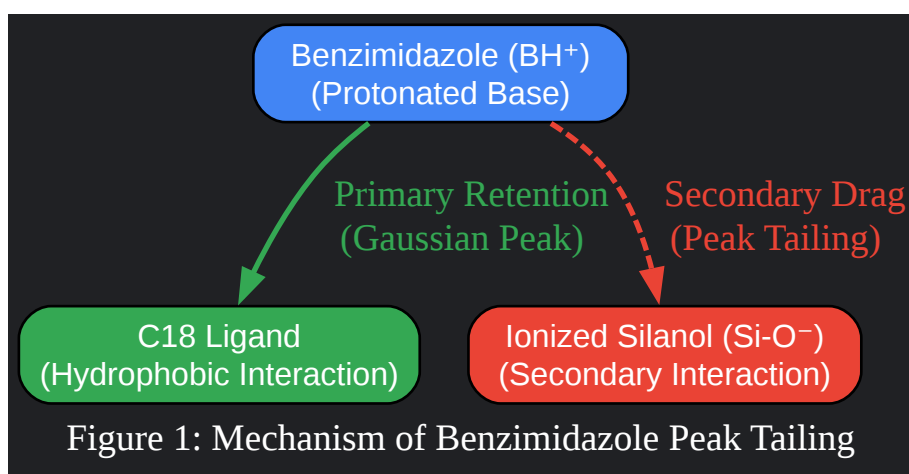 Benzimidazole (BH⁺)
(Protonated Base)
Primary Retention
(Gaussian Peak)
Secondary Drag
(Peak Tailing)
C18 Ligand
(Hydrophobic Interaction)
Ionized Silanol (Si-O⁻)
(Secondary Interaction)
Figure 1: Mechanism of Benzimidazole Peak Tailing